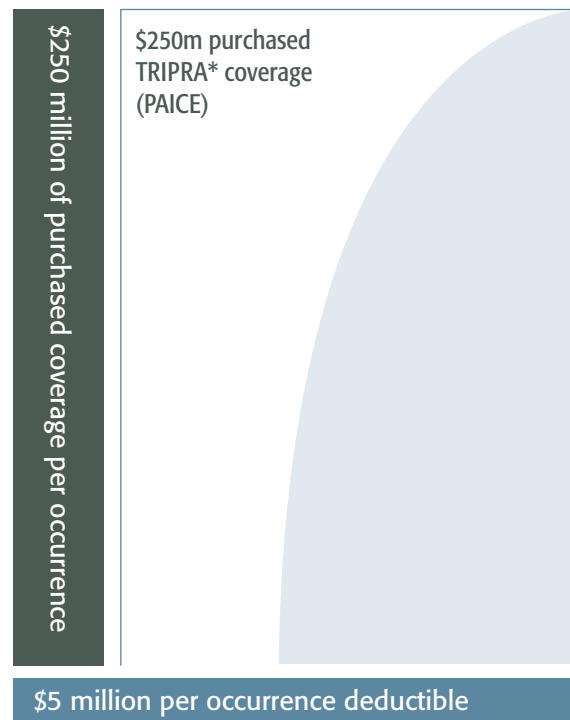 $250 million of purchased coverage per occurrence
$250m purchased
TRIPRA* coverage
(PAICE)
$5 million per occurrence deductible